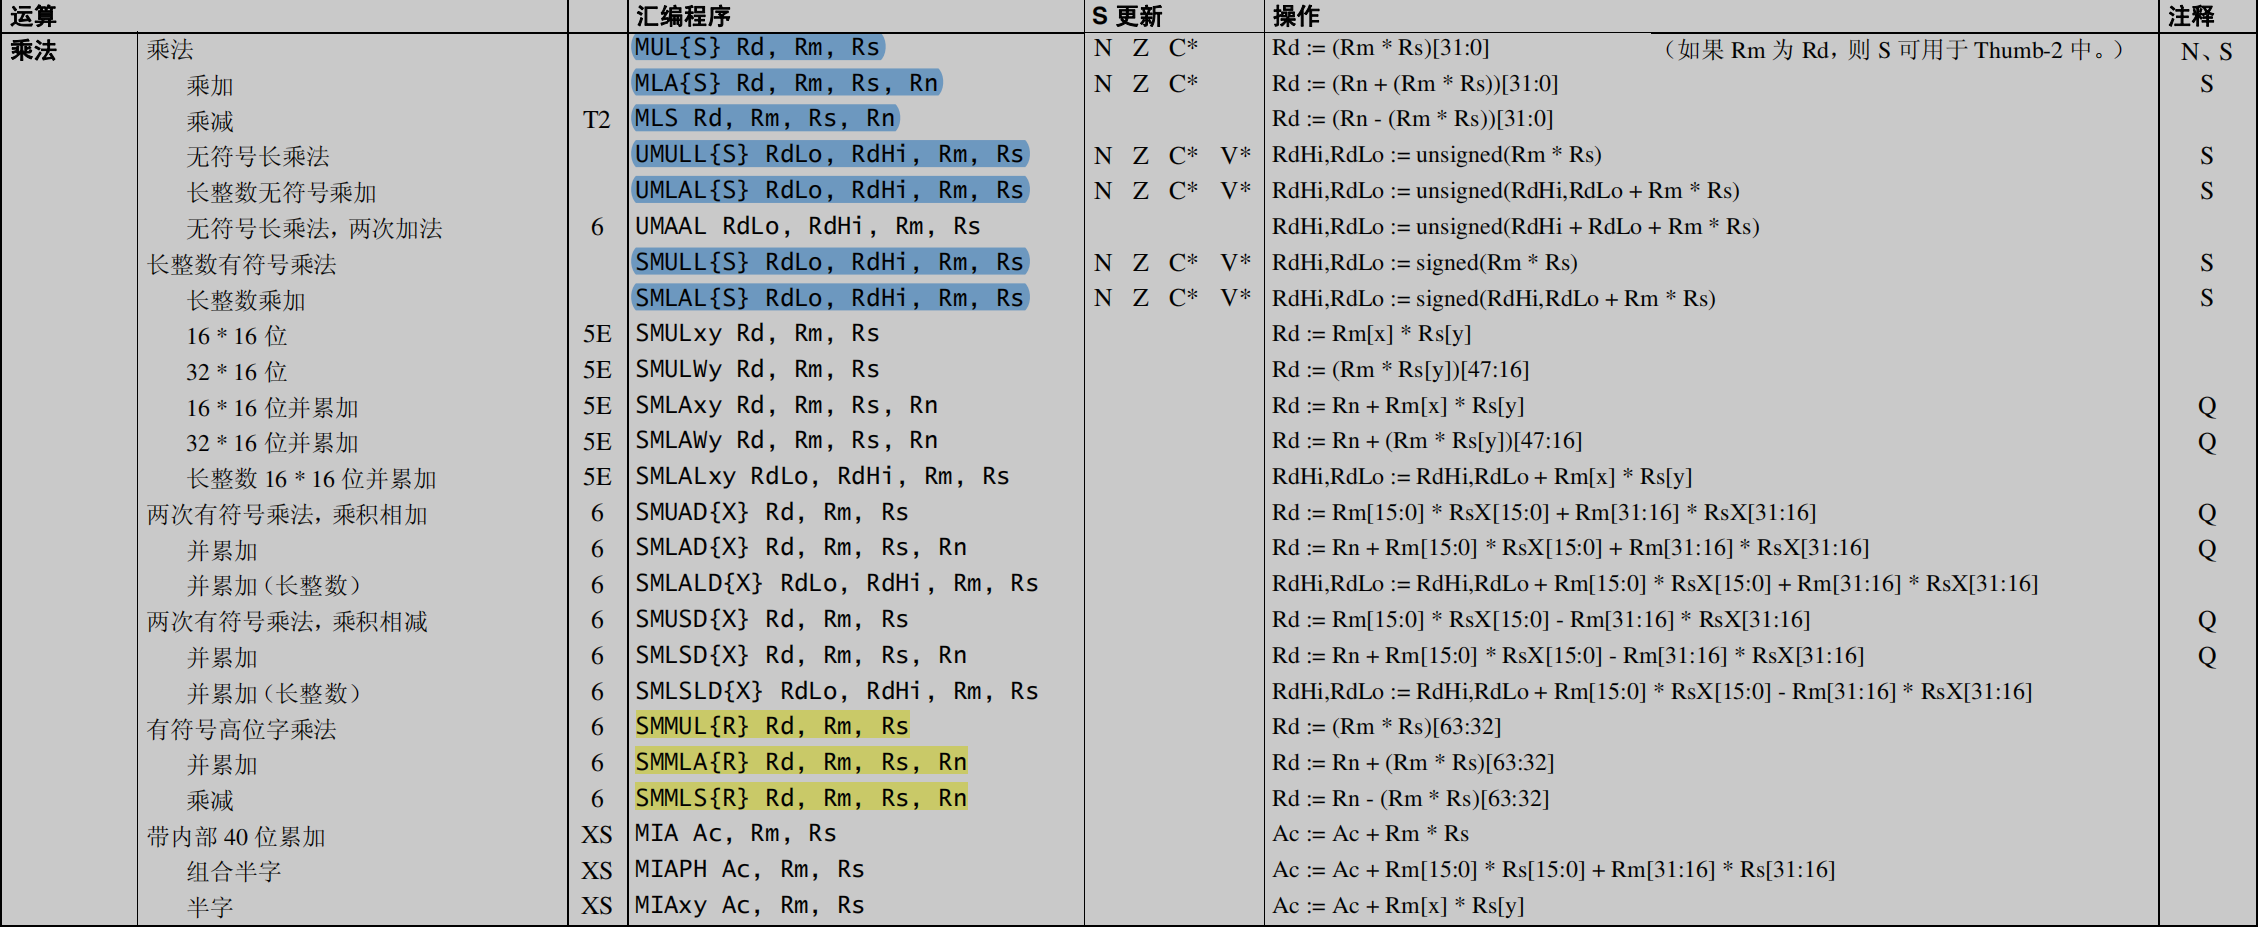 运算 汇编程序 S 更新 操作 注释
乘法 乘法 MUL{S} Rd, Rm, Rs N Z C* Rd := (Rm * Rs)[31:0] （如果 Rm 为 Rd，则 S 可用于 Thumb-2 中。） N、S
乘加 MLA{S} Rd, Rm, Rs, Rn N Z C* Rd := (Rn + (Rm * Rs))[31:0] S
乘减 T2 MLS Rd, Rm, Rs, Rn Rd := (Rn - (Rm * Rs))[31:0]
无符号长乘法 UMULL{S} RdLo, RdHi, Rm, Rs N Z C* V* RdHi,RdLo := unsigned(Rm * Rs) S
长整数无符号乘加 UMLAL{S} RdLo, RdHi, Rm, Rs N Z C* V* RdHi,RdLo := unsigned(RdHi,RdLo + Rm * Rs) S
无符号长乘法，两次加法 6 UMAAL RdLo, RdHi, Rm, Rs RdHi,RdLo := unsigned(RdHi + RdLo + Rm * Rs)
长整数有符号乘法 SMULL{S} RdLo, RdHi, Rm, Rs N Z C* V* RdHi,RdLo := signed(Rm * Rs) S
长整数乘加 SMLAL{S} RdLo, RdHi, Rm, Rs N Z C* V* RdHi,RdLo := signed(RdHi,RdLo + Rm * Rs) S
16 * 16 位 5E SMULxy Rd, Rm, Rs Rd := Rm[x] * Rs[y]
32 * 16 位 5E SMULWy Rd, Rm, Rs Rd := (Rm * Rs[y])[47:16]
16 * 16 位并累加 5E SMLAxy Rd, Rm, Rs, Rn Rd := Rn + Rm[x] * Rs[y] Q
32 * 16 位并累加 5E SMLAWy Rd, Rm, Rs, Rn Rd := Rn + (Rm * Rs[y])[47:16] Q
长整数 16 * 16 位并累加 5E SMLALxy RdLo, RdHi, Rm, Rs RdHi,RdLo := RdHi,RdLo + Rm[x] * Rs[y]
两次有符号乘法，乘积相加 6 SMUAD{X} Rd, Rm, Rs Rd := Rm[15:0] * RsX[15:0] + Rm[31:16] * RsX[31:16] Q
并累加 6 SMLAD{X} Rd, Rm, Rs, Rn Rd := Rn + Rm[15:0] * RsX[15:0] + Rm[31:16] * RsX[31:16] Q
并累加（长整数） 6 SMLALD{X} RdLo, RdHi, Rm, Rs RdHi,RdLo := RdHi,RdLo + Rm[15:0] * RsX[15:0] + Rm[31:16] * RsX[31:16]
两次有符号乘法，乘积相减 6 SMUSD{X} Rd, Rm, Rs Rd := Rm[15:0] * RsX[15:0] - Rm[31:16] * RsX[31:16] Q
并累加 6 SMLSD{X} Rd, Rm, Rs, Rn Rd := Rn + Rm[15:0] * RsX[15:0] - Rm[31:16] * RsX[31:16] Q
并累加（长整数） 6 SMLSLD{X} RdLo, RdHi, Rm, Rs RdHi,RdLo := RdHi,RdLo + Rm[15:0] * RsX[15:0] - Rm[31:16] * RsX[31:16]
有符号高位字乘法 6 SMMUL{R} Rd, Rm, Rs Rd := (Rm * Rs)[63:32]
并累加 6 SMMLA{R} Rd, Rm, Rs, Rn Rd := Rn + (Rm * Rs)[63:32]
乘减 6 SMMLS{R} Rd, Rm, Rs, Rn Rd := Rn - (Rm * Rs)[63:32]
带内部 40 位累加 XS MIA Ac, Rm, Rs Ac := Ac + Rm * Rs
组合半字 XS MIAPH Ac, Rm, Rs Ac := Ac + Rm[15:0] * Rs[15:0] + Rm[31:16] * Rs[31:16]
半字 XS MIAxy Ac, Rm, Rs Ac := Ac + Rm[x] * Rs[y]